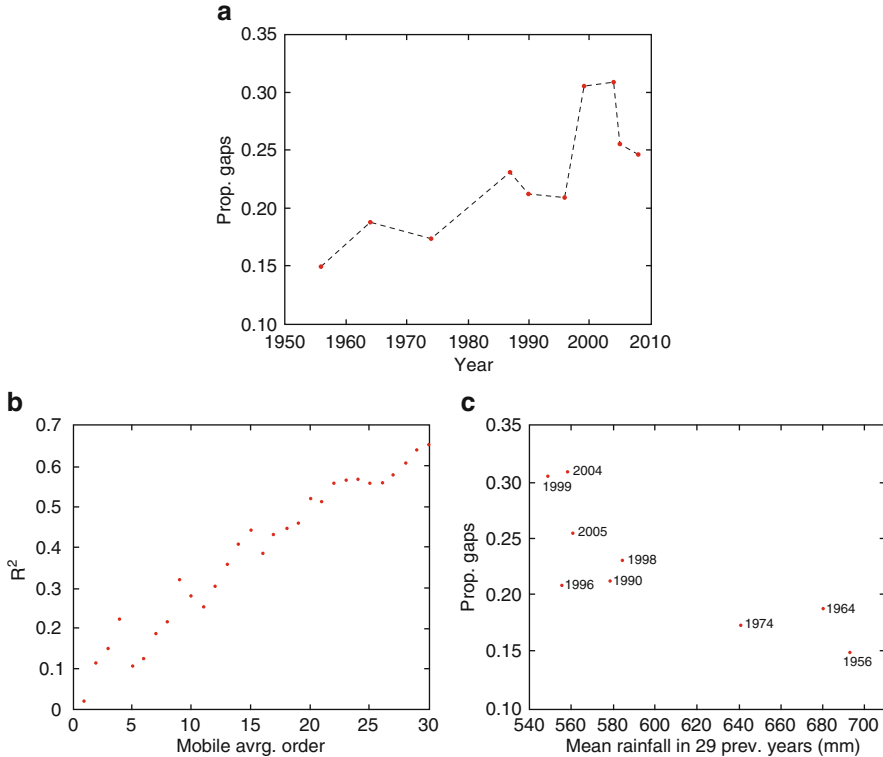 a
0.35
0.30
0.25
0.20
0.15
0.10
Prop. gaps
1950 1960 1970 1980 1990 2000 2010
Year
b
0.7
0.6
0.5
0.4
0.3
0.2
0.1
0
R2
0 5 10 15 20 25 30
Mobile avrg. order
c
0.35
0.30
0.25
0.20
0.15
0.10
Prop. gaps
2004
1999
2005
1998
1996
1990
1964
1974
1956
540 560 580 600 620 640 660 680 700
Mean rainfall in 29 prev. years (mm)